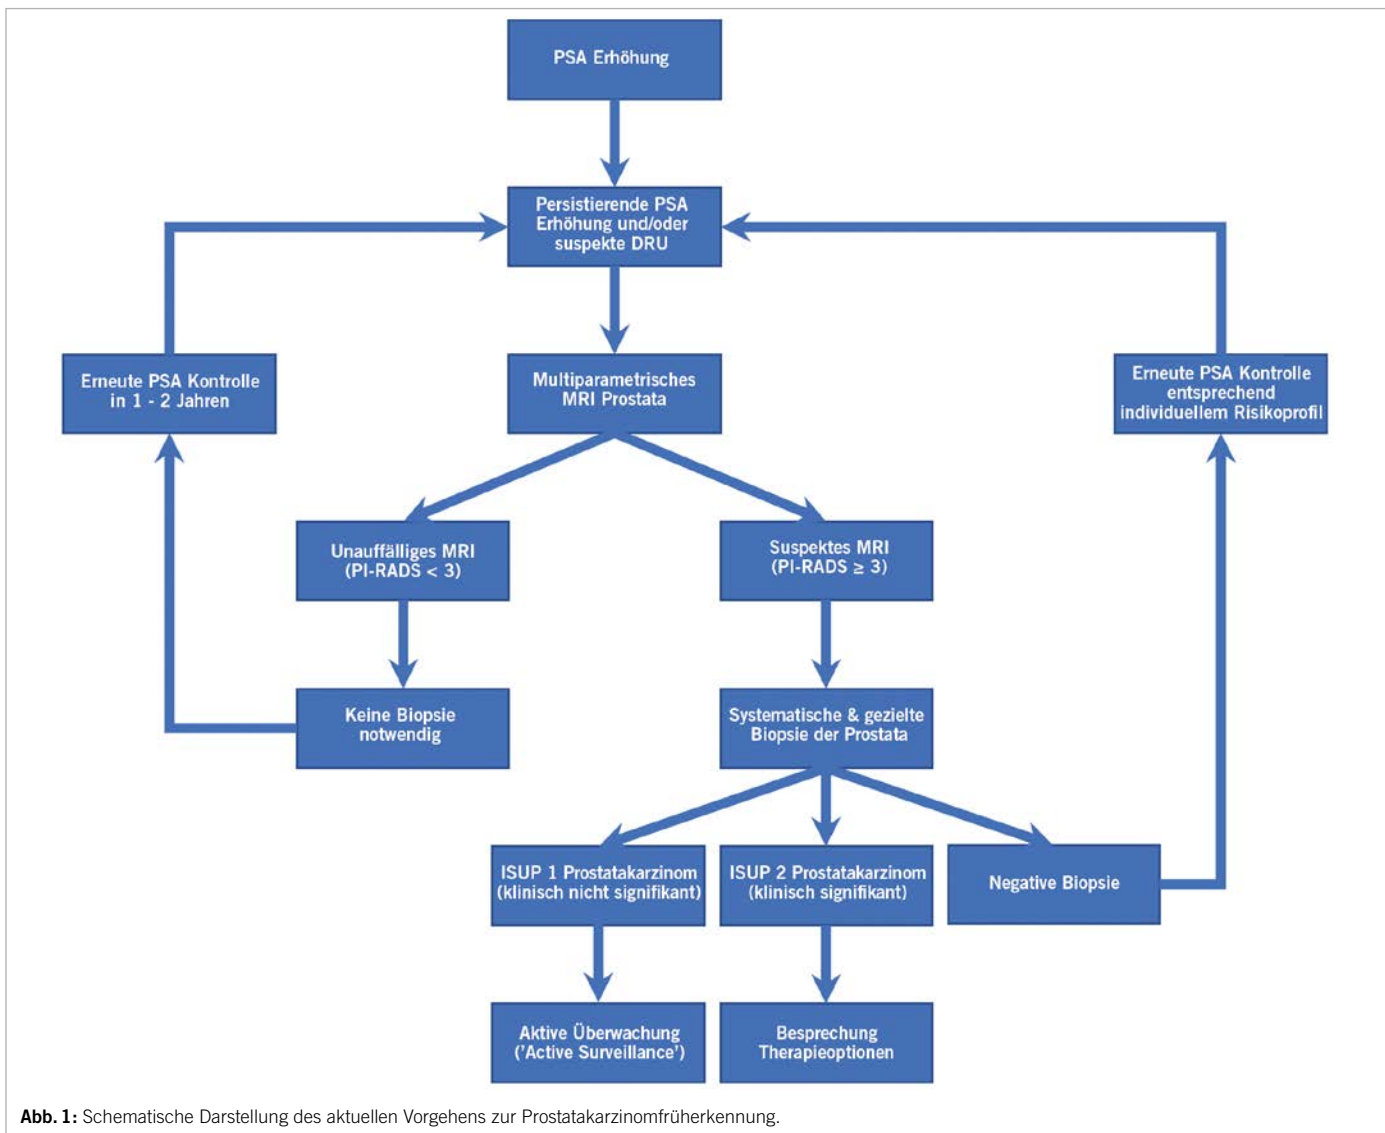 PSA Erhöhung
Persistierende PSA
Erhöhung und/oder
suspekte DRU
Erneute PSA Kontrolle
in 1 - 2 Jahren
Multiparametrisches
MRI Prostata
Erneute PSA Kontrolle
entsprechend
individuellem Risikoprofil
Unauffälliges MRI
(PI-RADS < 3)
Suspektes MRI
(PI-RADS ≥ 3)
Keine Biopsie
notwendig
Systematische & gezielte
Biopsie der Prostata
ISUP 1 Prostatakarzinom
(klinisch nicht signifikant)
ISUP 2 Prostatakarzinom
(klinisch signifikant)
Negative Biopsie
Aktive Überwachung
('Active Surveillance')
Besprechung
Therapieoptionen
Abb. 1: Schematische Darstellung des aktuellen Vorgehens zur Prostatakarzinomfrüherkennung.